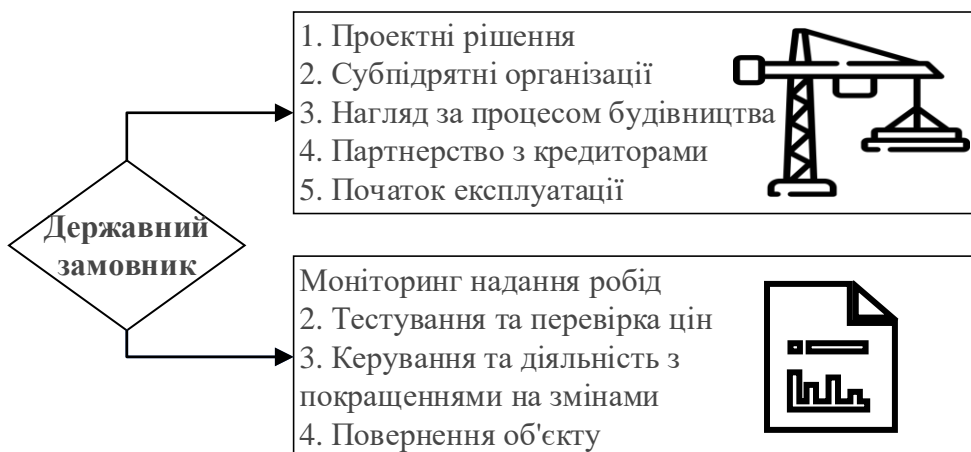 1. Проектні рішення
2. Субпідрятні організації
3. Нагляд за процесом будівництва
4. Партнерство з кредиторами
5. Початок експлуатації
Державний
замовник
Моніторинг надання робід
2. Тестування та перевірка цін
3. Керування та діяльність з
покращеннями на змінами
4. Повернення об'єкту